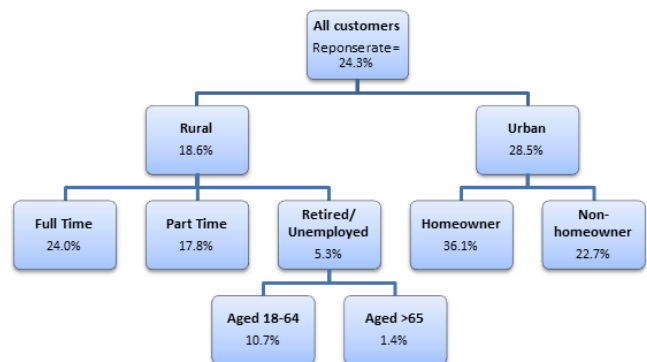 All customers
Reponserate=
24.3%
Rural
18.6%
Urban
28.5%
Full Time
24.0%
Part Time
17.8%
Retired/
Unemployed
5.3%
Homeowner
36.1%
Non-
homeowner
22.7%
Aged 18-64
10.7%
Aged >65
1.4%